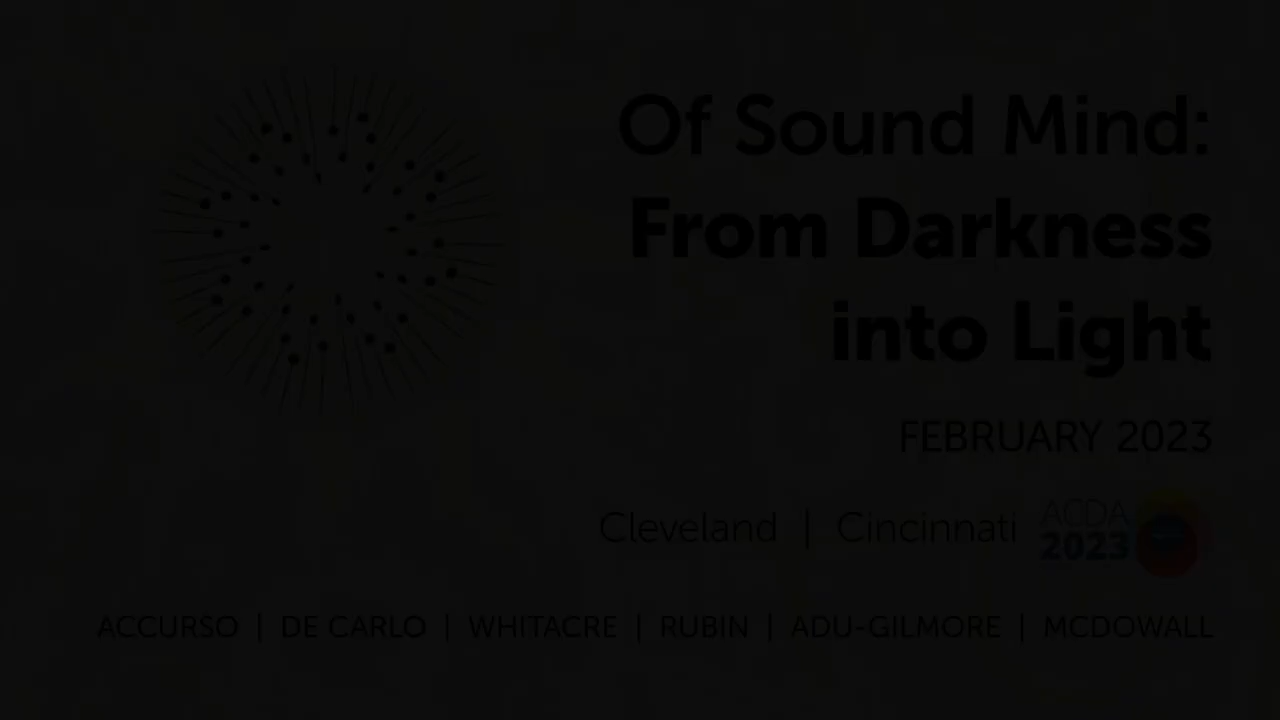 Of Sound Mind:
From Darkness
into Light
FEBRUARY 2023
Cleveland | Cincinnati
ACDA
2023
ACCURSO | DE CARLO | WHITACRE | RUBIN | ADU-GILMORE | MCDOWALL